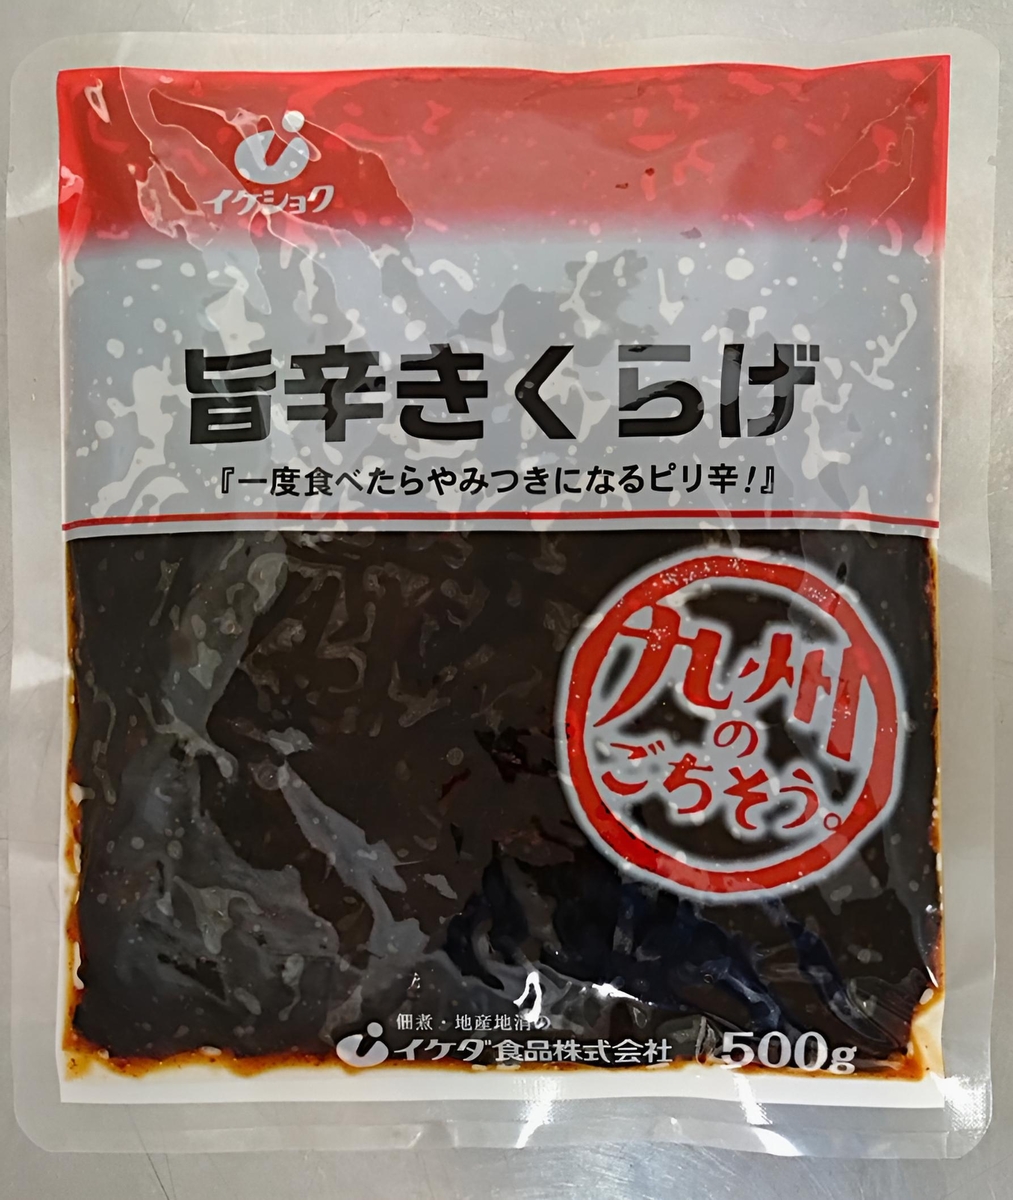 イケショク
旨辛きくらげ
『一度食べたらやみつきになるピリ辛!』
九州
の
ごちそう。
佃煮・地産地消の
イケダ食品株式会社
500g